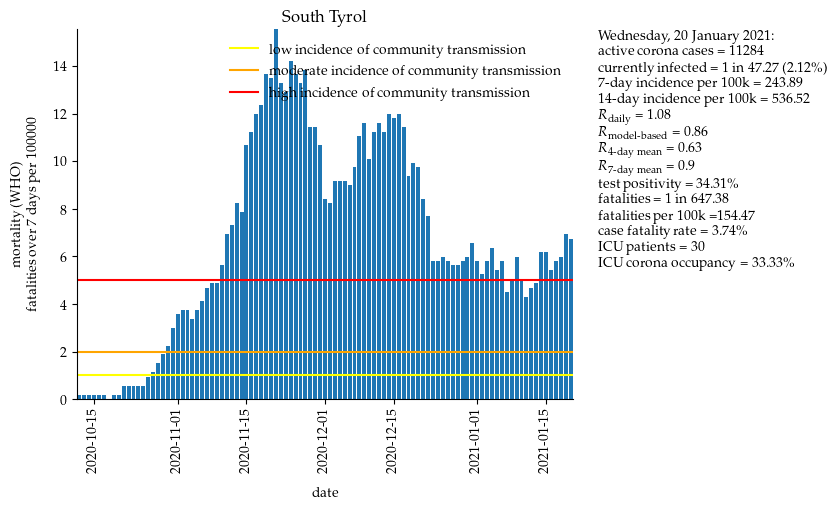 South Tyrol
low incidence of community transmission
moderate incidence of community transmission
high incidence of community transmission
mortality (WHO)
fatalities over 7 days per 100000
14
12
10
8
6
4
2
0
2020-10-15
2020-11-01
2020-11-15
2020-12-01
2020-12-15
2021-01-01
2021-01-15
date
Wednesday, 20 January 2021:
active corona cases = 11284
currently infected = 1 in 47.27 (2.12%)
7-day incidence per 100k = 243.89
14-day incidence per 100k = 536.52
R daily = 1.08
R model-based = 0.86
R 4-day mean = 0.63
R 7-day mean = 0.9
test positivity = 34.31%
fatalities = 1 in 647.38
fatalities per 100k =154.47
case fatality rate = 3.74%
ICU patients = 30
ICU corona occupancy = 33.33%